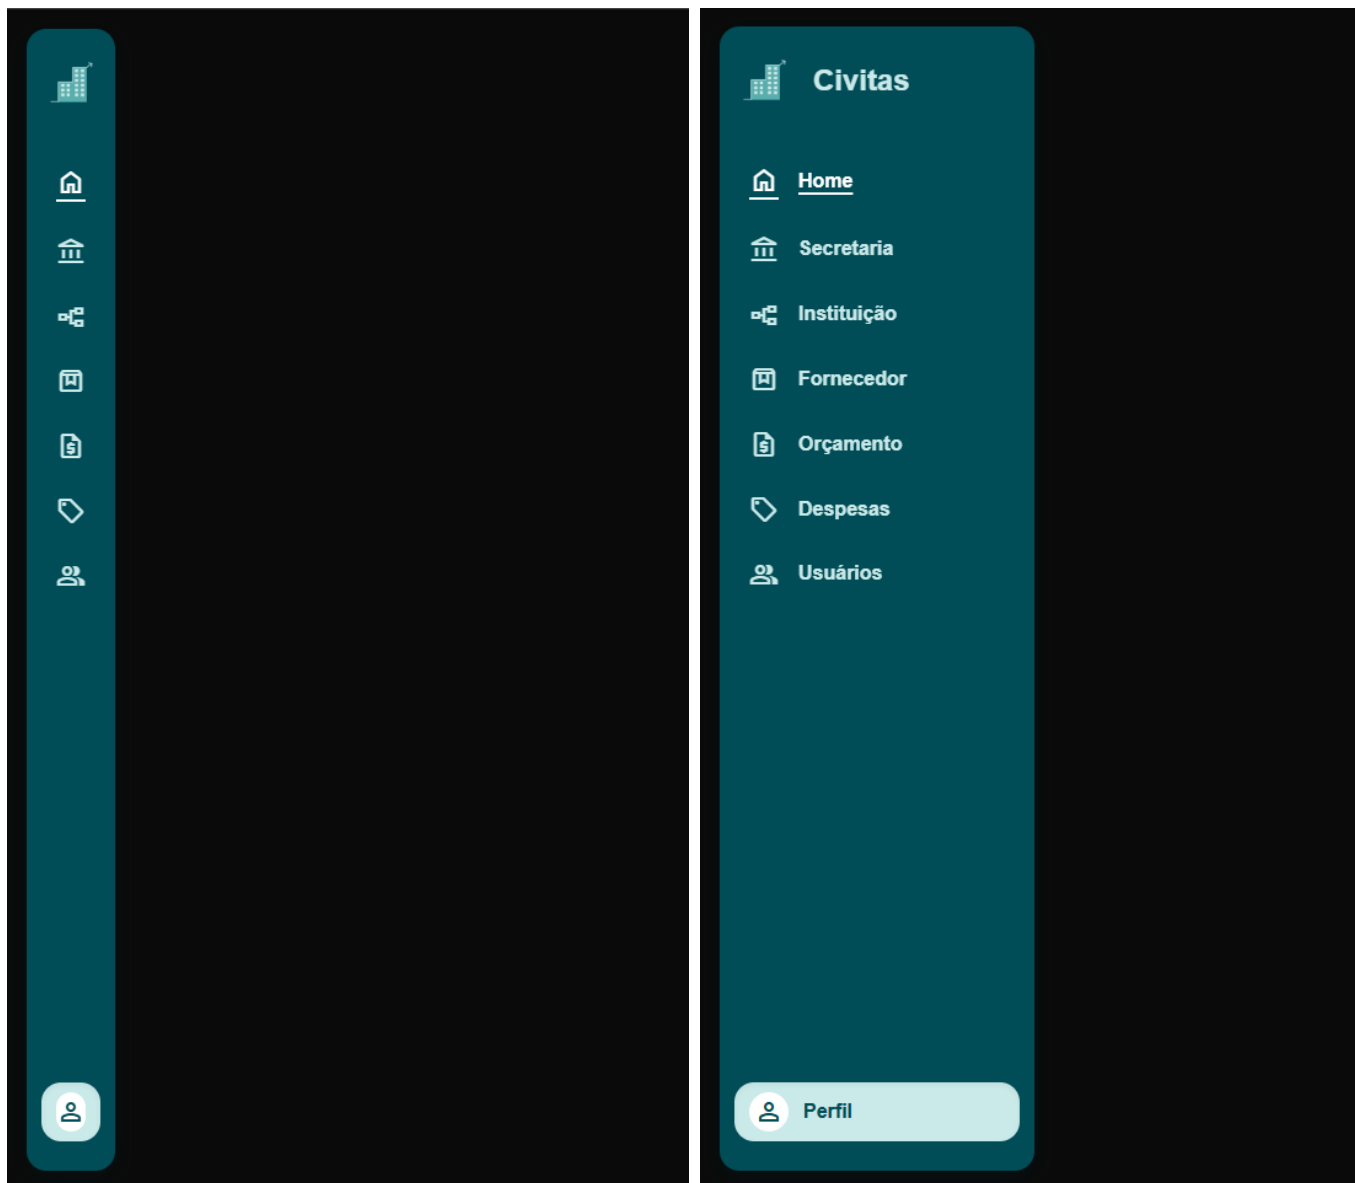 Civitas
Home
Secretaria
Instituição
Fornecedor
Orçamento
Despesas
Usuários
Perfil